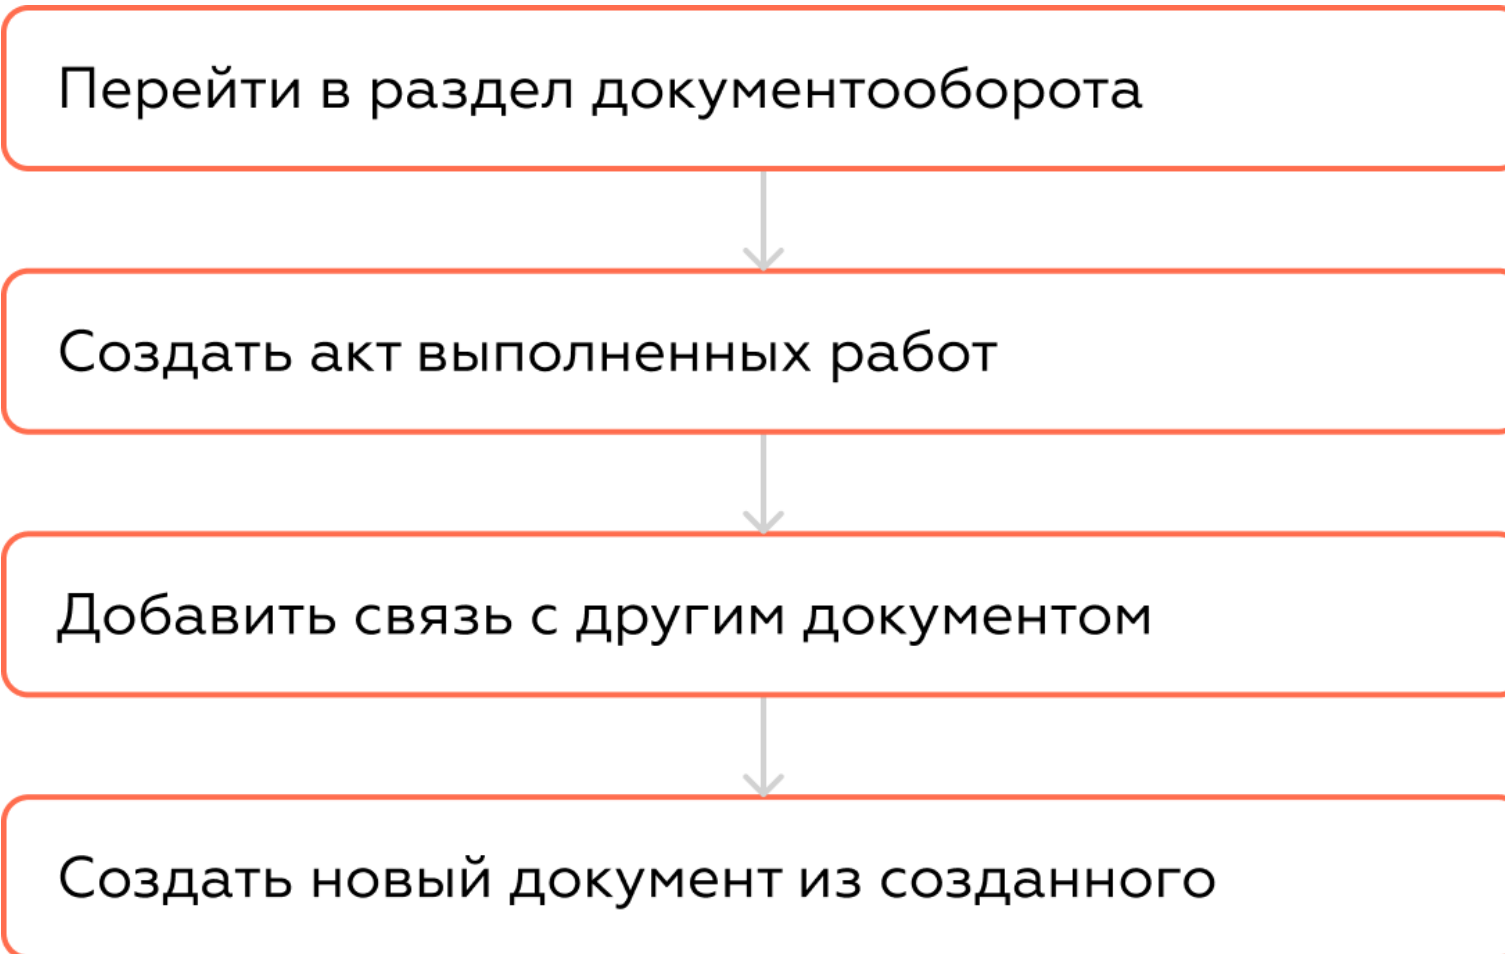 Перейти в раздел документооборота
Создать акт выполненных работ
Добавить связь с другим документом
Создать новый документ из созданного